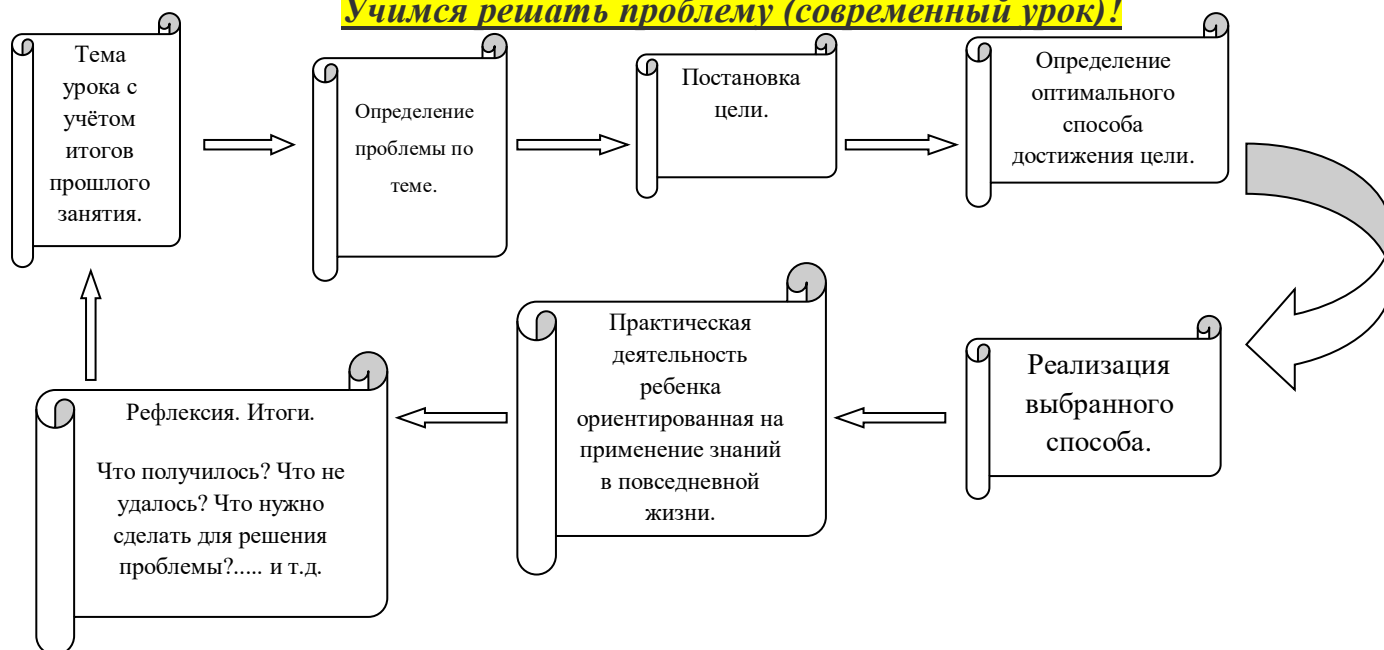 Учимся решать проблему (современный урок)!
Тема
урока с
учётом
итогов
прошлого
занятия.
Определение
проблемы по
теме.
Постановка
цели.
Определение
оптимального
способа
достижения цели.
Реализация
выбранного
способа.
Практическая
деятельность
ребенка
ориентированная на
применение знаний
в повседневной
жизни.
Рефлексия. Итоги.
Что получилось? Что не
удалось? Что нужно
сделать для решения
проблемы?..... и т.д.